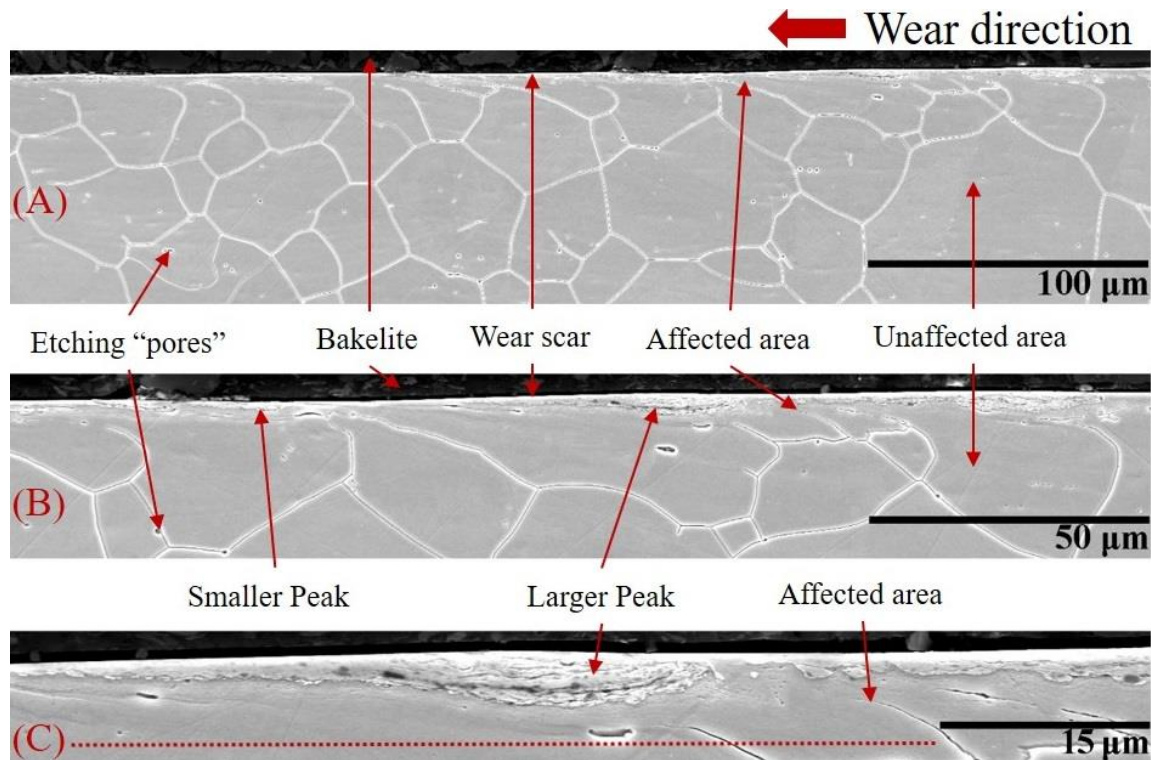 Wear direction
(A)
100 µm
Etching “pores”
Bakelite
Wear scar
Affected area
Unaffected area
(B)
50 µm
Smaller Peak
Larger Peak
Affected area
(C)
15 µm